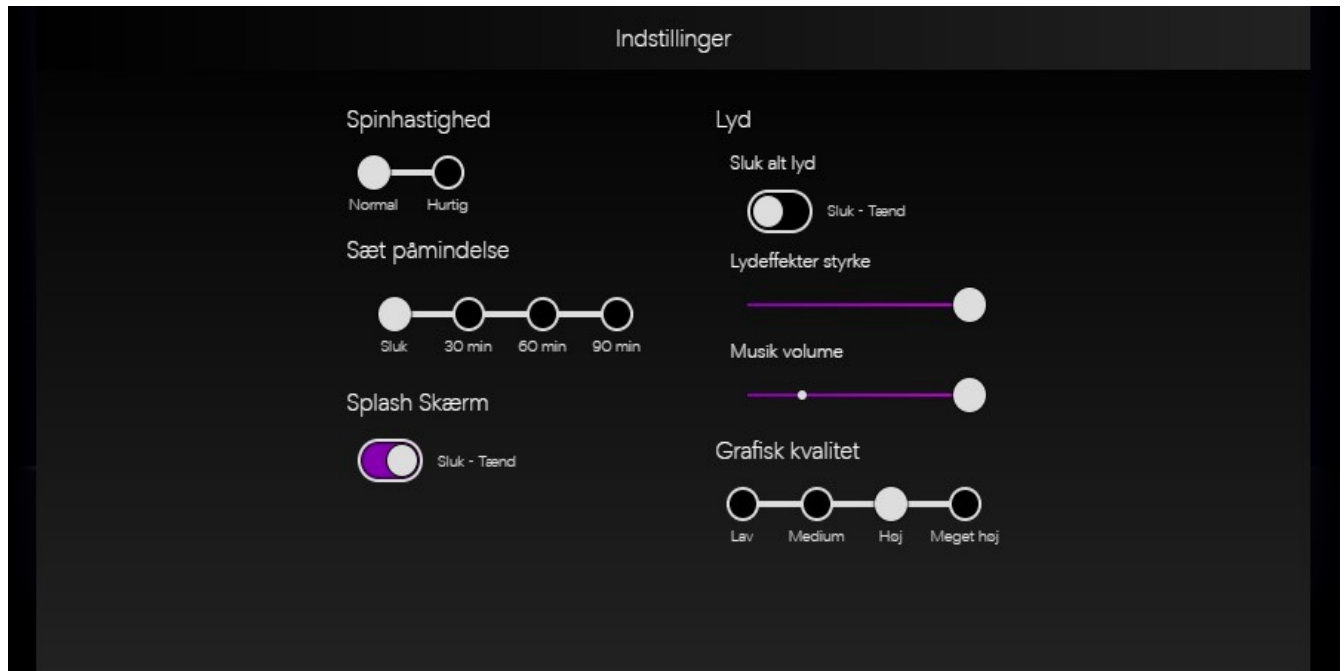 Indstillinger
Spinhastighed
Normal Hurtig
Sæt påmindelse
Sluk 30 min 60 min 90 min
Splash Skærm
Sluk - Tænd
Lyd
Sluk alt lyd
Sluk - Tænd
Lydeffekter styrke
Musik volume
Grafisk kvalitet
Lav Medium Høj Meget høj